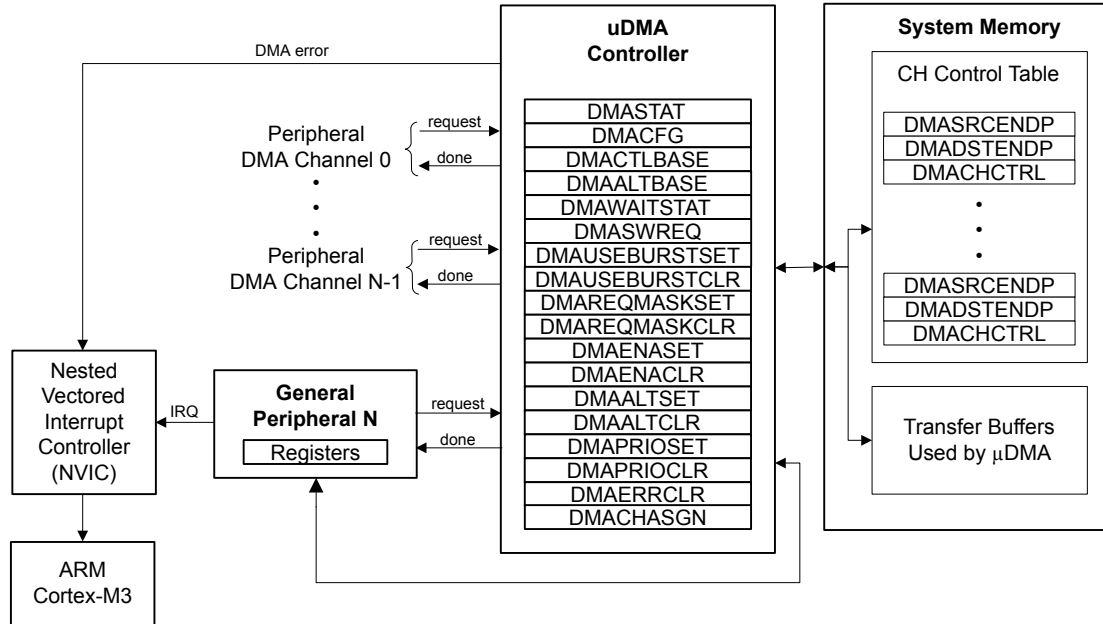 uDMA
Controller
DMASTAT
DMACFG
DMACTLBASE
DMAALTBASE
DMAWAITSTAT
DMASWREQ
DMAUSEBURSTSET
DMAUSEBURSTCLR
DMAREQMASKSET
DMAREQMASKCLR
DMAENASET
DMAENACLR
DMAALTSET
DMAALTCLR
DMAPRIOSET
DMAPRIOCLR
DMAERRCLR
DMACHASGN
System Memory
CH Control Table
DMASRCENDP
DMADSTENDP
DMACHCTRL
•
•
•
DMASRCENDP
DMADSTENDP
DMACHCTRL
Transfer Buffers
Used by μDMA
DMA error
Peripheral
DMA Channel 0
request
done
•
•
•
Peripheral
DMA Channel N-1
request
done
Nested
Vectored
Interrupt
Controller
(NVIC)
IRQ
General
Peripheral N
Registers
request
done
ARM
Cortex-M3